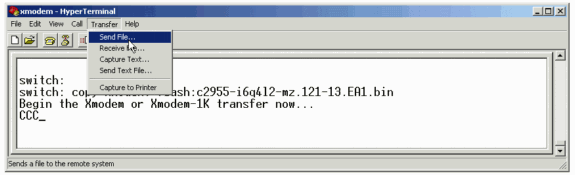 xmodem - HyperTerminal
File Edit View Call Transfer Help
Send File...
Receive
Capture Text...
Send Text File...
Capture to Printer
switch:
switch: copy flash:c2955-i6q4l2-mz.121-13.EA1.bin
Begin the Xmodem or Xmodem-1K transfer now...
CCC_
Sends a file to the remote system